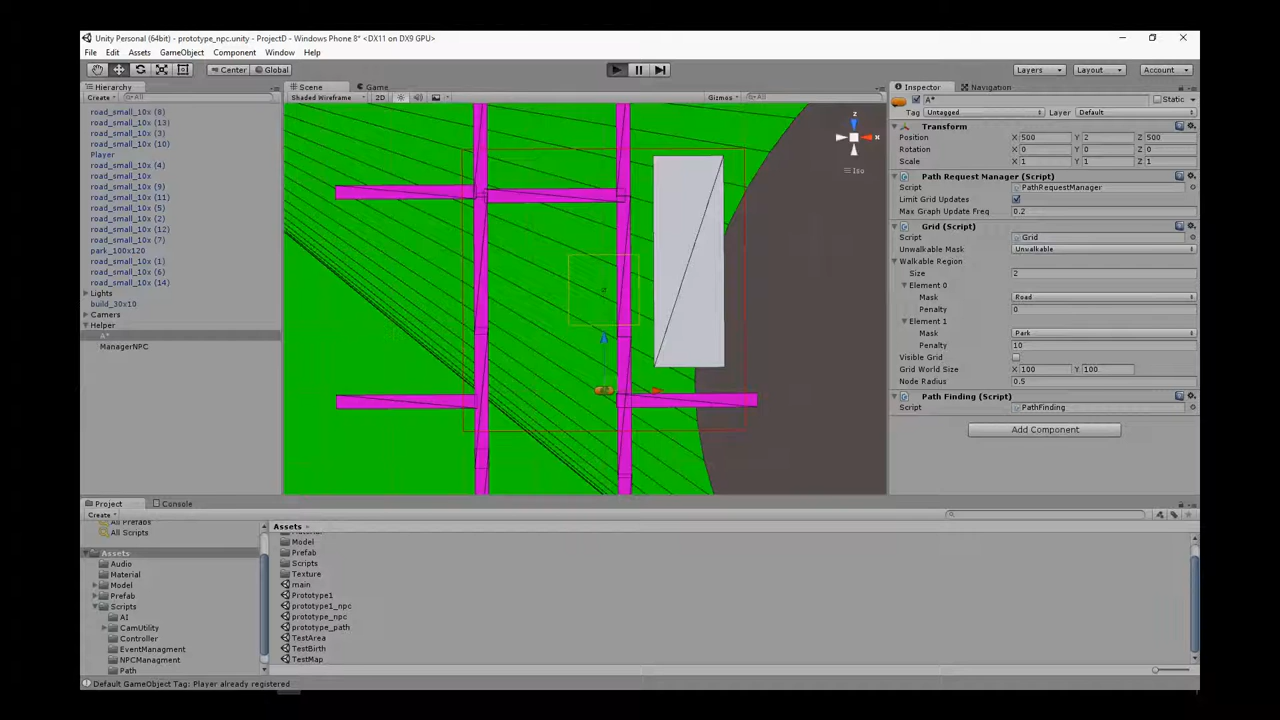 Unity Personal (64bit) - prototype_npc.unity - ProjectD - Windows Phone 8* <DX11 on DX9 GPU>
File Edit Assets GameObject Component Window Help
Center Global Layers Layout Account
Hierarchy
Create All
road_small_10x (8)
road_small_10x (13)
road_small_10x (3)
road_small_10x (10)
Player
road_small_10x (4)
road_small_10x
road_small_10x (9)
road_small_10x (11)
road_small_10x (5)
road_small_10x (2)
road_small_10x (12)
road_small_10x (7)
park_100x120
road_small_10x (1)
road_small_10x (6)
road_small_10x (14)
Lights
build_30x10
Cameras
Helper
A*
ManagerNPC
Scene Game
Shaded Wireframe 2D Gizmos All
z
x
Iso
Inspector Navigation
A* Static
Tag Untagged Layer Default
Transform
Position X 500 Y 2 Z 500
Rotation X 0 Y 0 Z 0
Scale X 1 Y 1 Z 1
Path Request Manager (Script)
Script PathRequestManager
Limit Grid Updates
Max Graph Update Freq 0.2
Grid (Script)
Script Grid
Unwalkable Mask Unwalkable
Walkable Region
Size 2
Element 0
Mask Road
Penalty 0
Element 1
Mask Park
Penalty 10
Visible Grid
Grid World Size X 100 Y 100
Node Radius 0.5
Path Finding (Script)
Script PathFinding
Add Component
Project Console
Create
All Prefabs
All Scripts
Assets
Audio
Material
Model
Prefab
Scripts
AI
CamUtility
Controller
EventManagment
NPCManagment
Path
Assets
Material
Model
Prefab
Scripts
Texture
main
Prototype1
prototype1_npc
prototype_npc
prototype_path
TestArea
TestBirth
TestMap
Default GameObject Tag: Player already registered